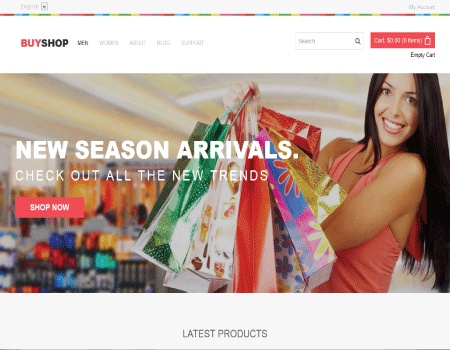 English
My Account
BUYSHOP MEN WOMEN ABOUT BLOG SUPPORT
Search
Cart: $0.00 (0 items)
Empty Cart
NEW SEASON ARRIVALS.
CHECK OUT ALL THE NEW TRENDS
SHOP NOW
LATEST PRODUCTS